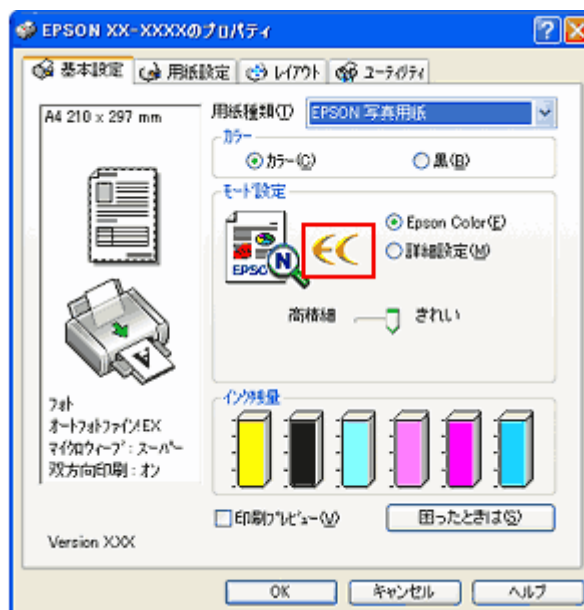 EPSON XX-XXXXのプロパティ
基本設定 用紙設定 レイアウト ユーティリティ
A4 210 x 297 mm
用紙種類(T) EPSON 写真用紙
カラー
カラー(C) 黒(B)
モード設定
EPSON
N
EC
Epson Color(E)
詳細設定(M)
高精細 きれい
フォト
オートフォトファイン!EX
マイクロウィーブ : スーパー
双方向印刷 : オン
インク残量
印刷プレビュー(V) 困ったときは(S)
Version XXX
OK キャンセル ヘルプ